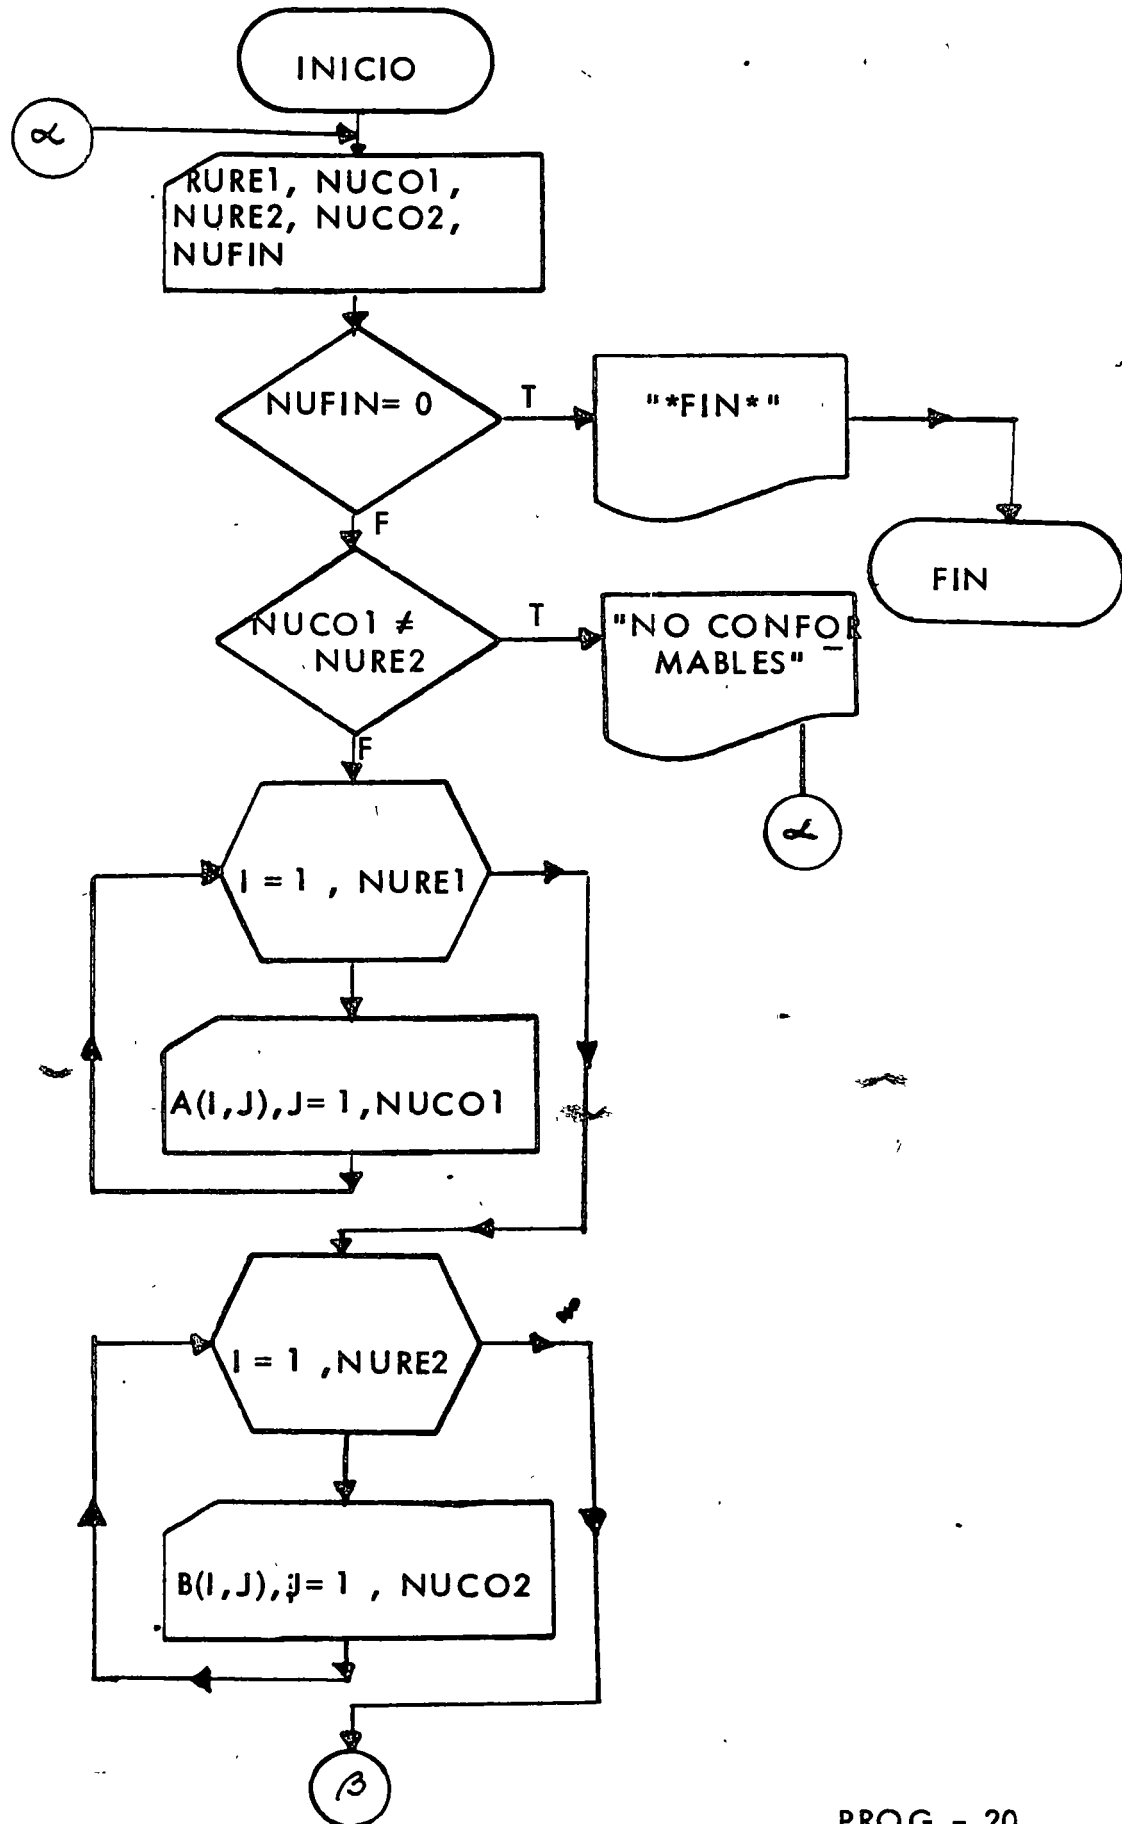 INICIO
α
RURE1, NUCO1,
NURE2, NUCO2,
NUFIN
NUFIN= 0
T
"*FIN*"
F
FIN
NUCO1 ≠
NURE2
T
"NO CONFOR
MABLES"
F
α
I = 1 , NURE1
A(I,J),J= 1,NUCO1
I = 1 ,NURE2
B(I,J),J= 1 , NUCO2
β
PROG - 20